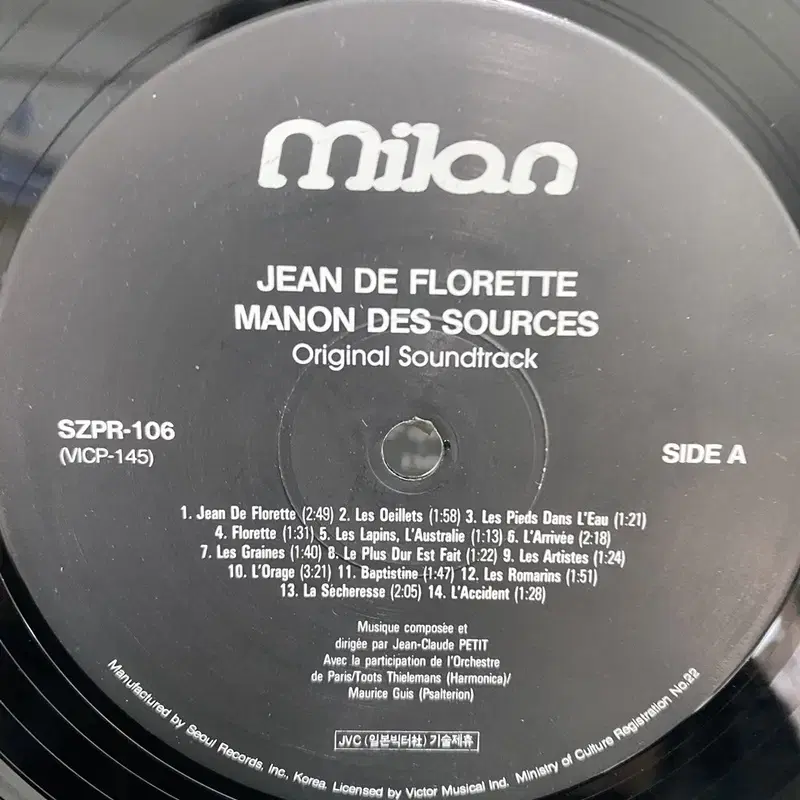 milan
JEAN DE FLORETTE
MANON DES SOURCES
Original Soundtrack
SZPR-106
(VICP-145)
SIDE A
1. Jean De Florette (2:49) 2. Les Oeillets (1:58) 3. Les Pieds Dans L'Eau (1:21)
4. Florette (1:31) 5. Les Lapins, L'Australie (1:13) 6. L'Arrivée (2:18)
7. Les Graines (1:40) 8. Le Plus Dur Est Fait (1:22) 9. Les Artistes (1:24)
10. L'Orage (3:21) 11. Baptistine (1:47) 12. Les Romarins (1:51)
13. La Sècheresse (2:05) 14. L'Accident (1:28)
Musique composée et
dirigée par Jean-Claude PETIT
Avec la participation de l'Orchestre
de Paris/Toots Thielemans (Harmonica)/
Maurice Guis (Psalterion)
JVC (일본빅터社) 기술제휴
Manufactured by Seoul Records, Inc., Korea. Licensed by Victor Musical Ind. Ministry of Culture Registration No.22